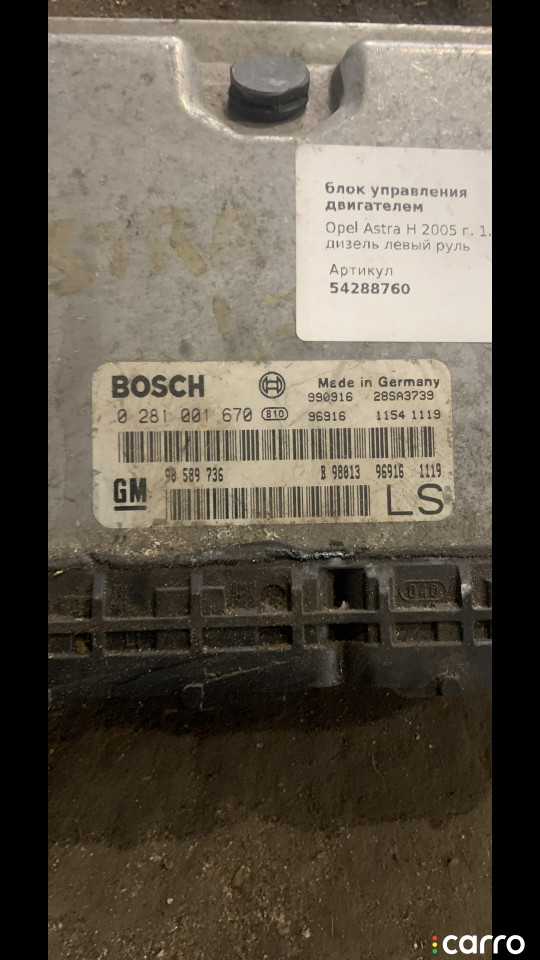 блок управления
двигателем
Opel Astra H 2005 г. 1.
дизель левый руль
Артикул
54288760
BOSCH
Made in Germany
990916 28SA3739
0 281 001 670 810 96916 1154 1119
90 589 736 B 98013 96916 1119
GM
LS
carro